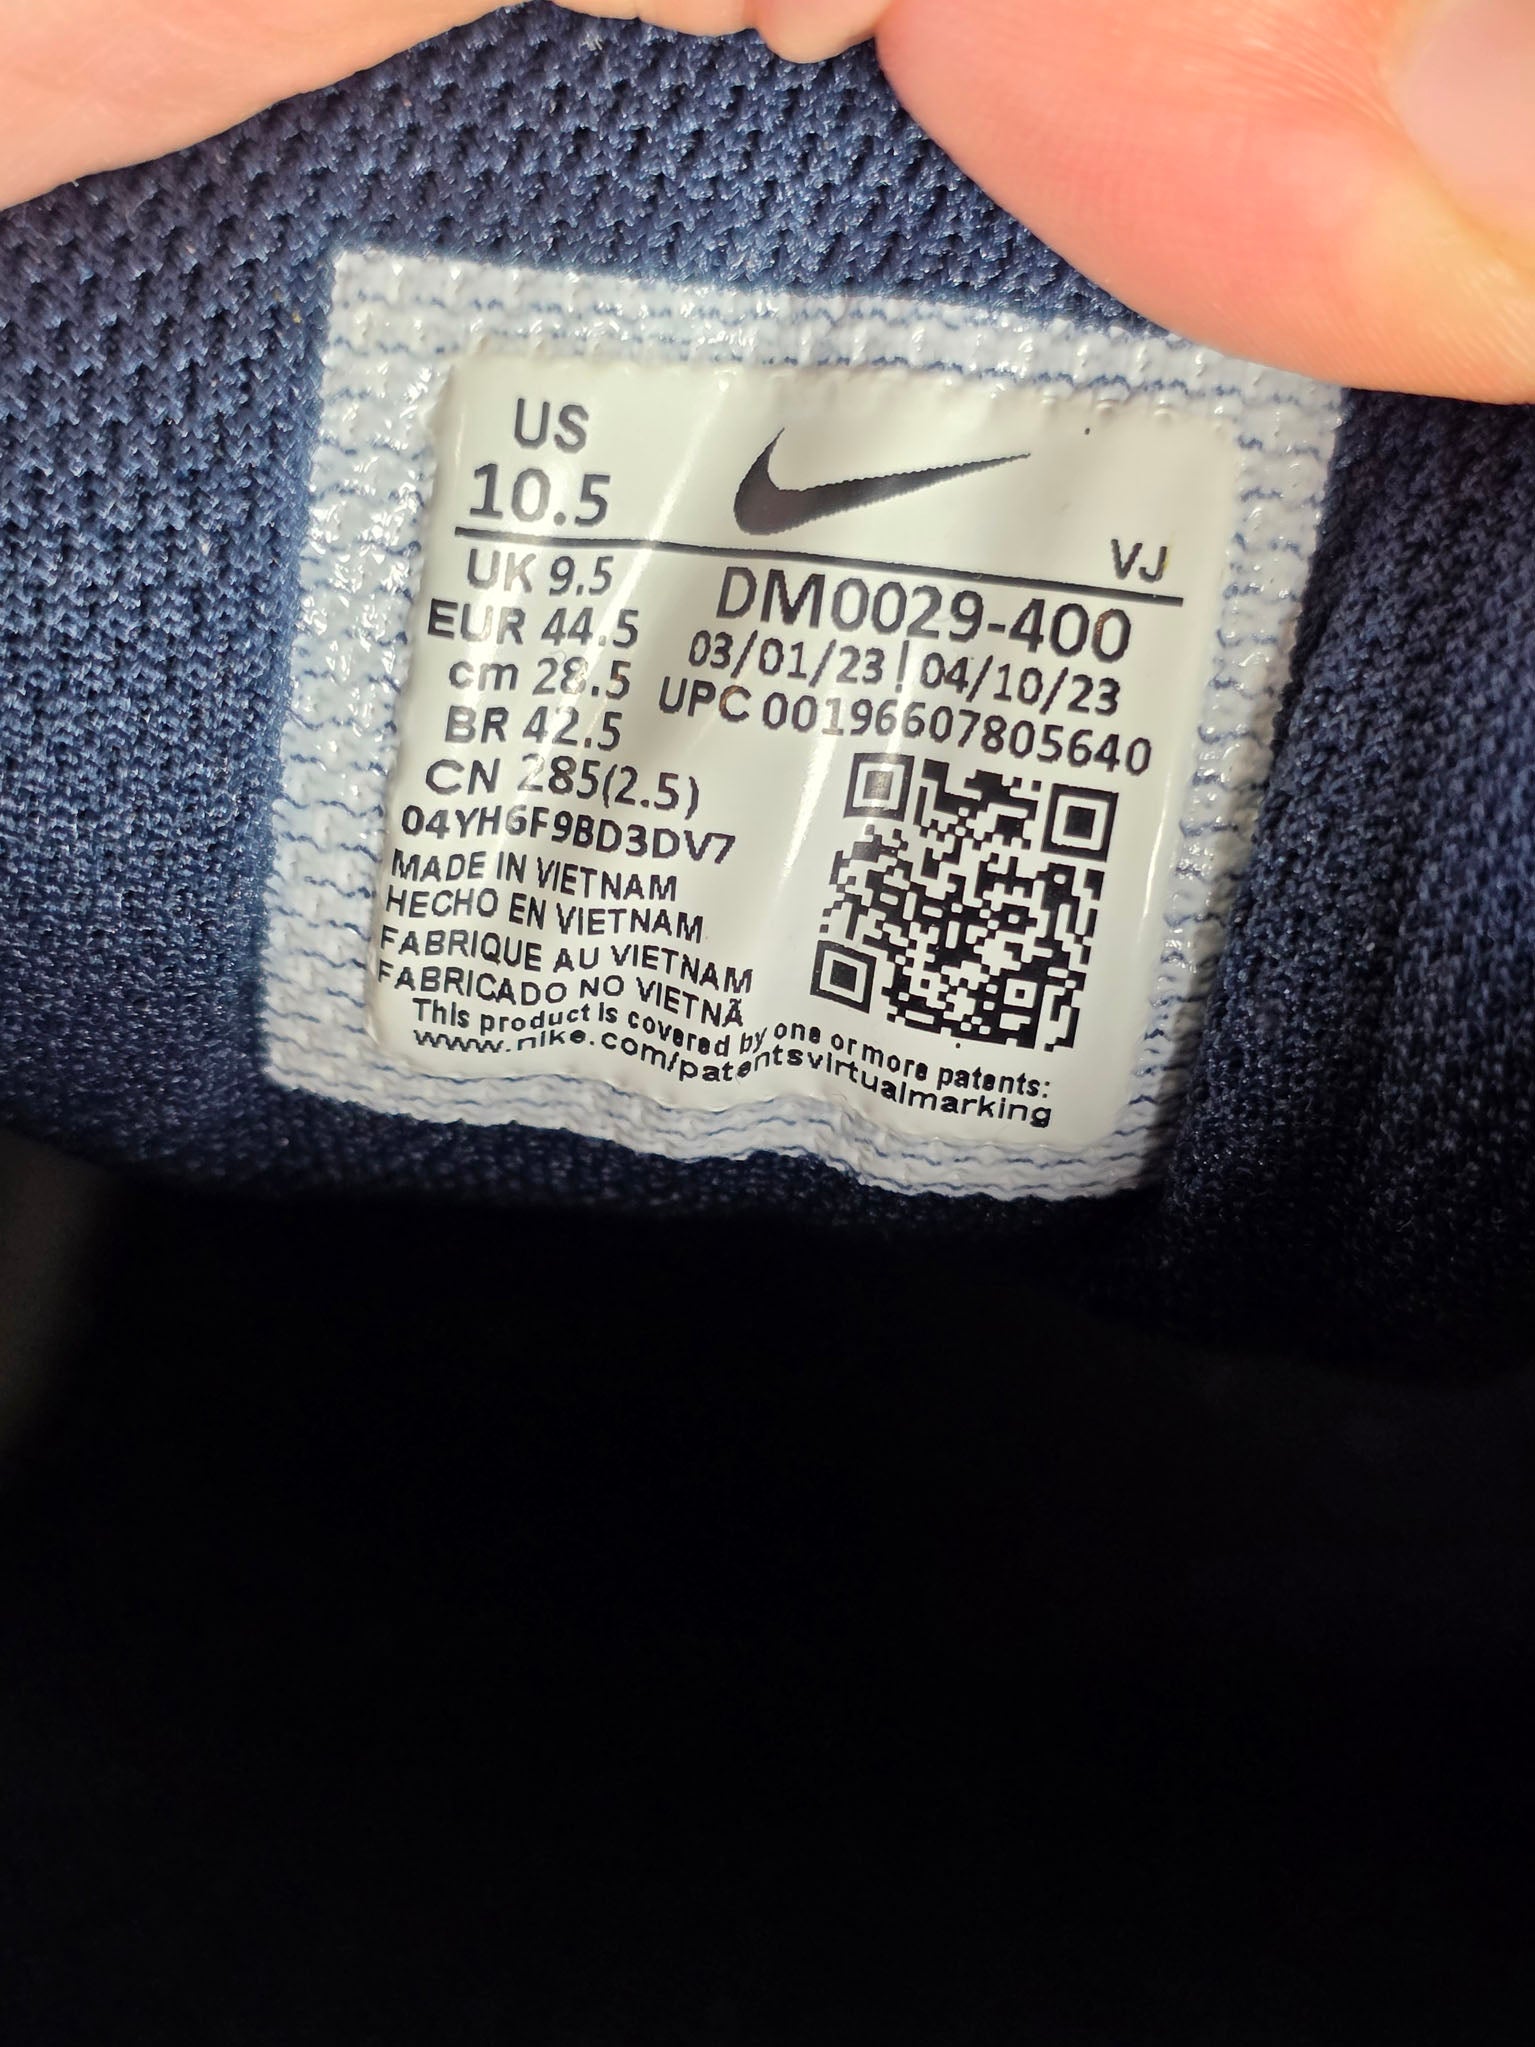 US
10.5
VJ
UK 9.5
EUR 44.5
cm 28.5
BR 42.5
CN 285(2.5)
DM0029-400
03/01/23 | 04/10/23
UPC 00196607805640
04YH6F9BD3DV7
MADE IN VIETNAM
HECHO EN VIETNAM
FABRIQUE AU VIETNAM
FABRICADO NO VIETNÃ
This product is covered by one or more patents:
www.nike.com/patentsvirtualmarking